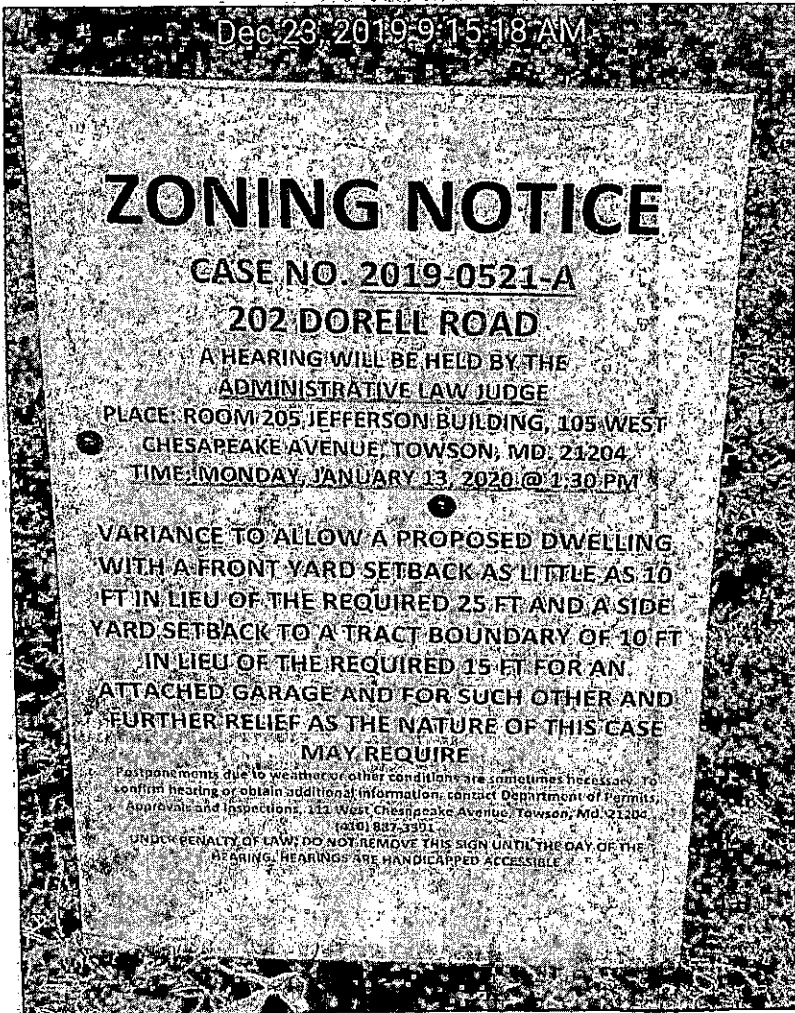 Dec 23, 2019 9:15:18 AM
ZONING NOTICE
CASE NO. 2019-0521-A
202 DORELL ROAD
A HEARING WILL BE HELD BY THE
ADMINISTRATIVE LAW JUDGE
PLACE: ROOM 205 JEFFERSON BUILDING, 105 WEST
CHESAPEAKE AVENUE, TOWSON, MD. 21204
TIME: MONDAY, JANUARY 13, 2020 @ 1:30 PM
VARIANCE TO ALLOW A PROPOSED DWELLING
WITH A FRONT YARD SETBACK AS LITTLE AS 10
FT IN LIEU OF THE REQUIRED 25 FT AND A SIDE
YARD SETBACK TO A TRACT BOUNDARY OF 10 FT
IN LIEU OF THE REQUIRED 15 FT FOR AN
ATTACHED GARAGE AND FOR SUCH OTHER AND
FURTHER RELIEF AS THE NATURE OF THIS CASE
MAY REQUIRE
Postponements due to weather or other conditions are sometimes necessary. To
confirm hearing or obtain additional information, contact Department of Permits,
Approvals and Inspections, 111 West Chesapeake Avenue, Towson, Md. 21204
(410) 887-3391
UNDER PENALTY OF LAW, DO NOT REMOVE THIS SIGN UNTIL THE DAY OF THE
HEARING. HEARINGS ARE HANDICAPPED ACCESSIBLE